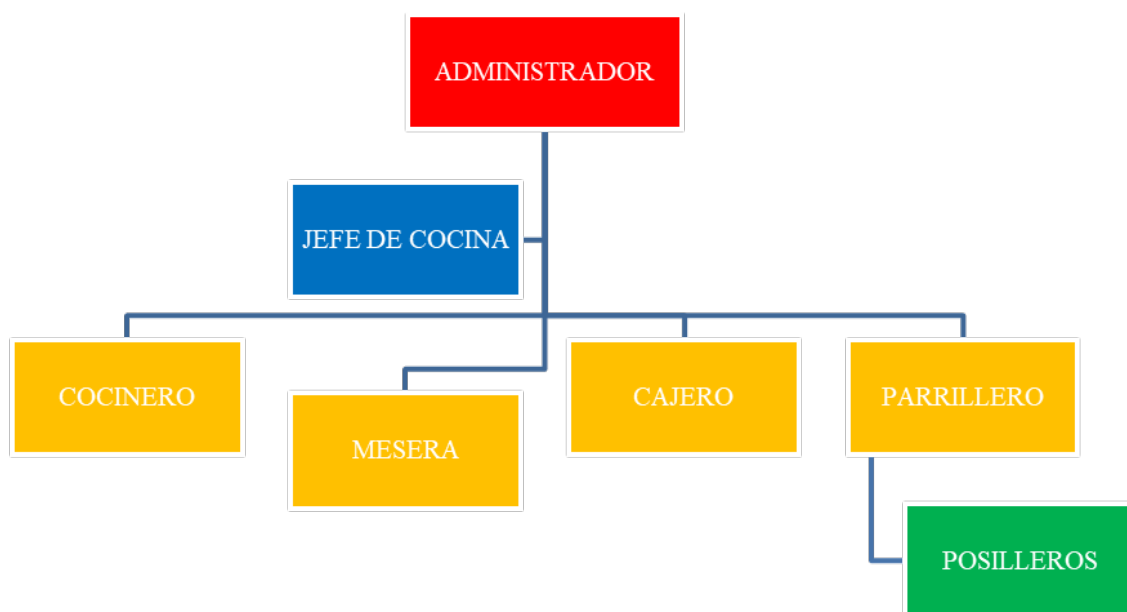 ADMINISTRADOR
JEFE DE COCINA
COCINERO
MESERA
CAJERO
PARRILLERO
POSILLEROS